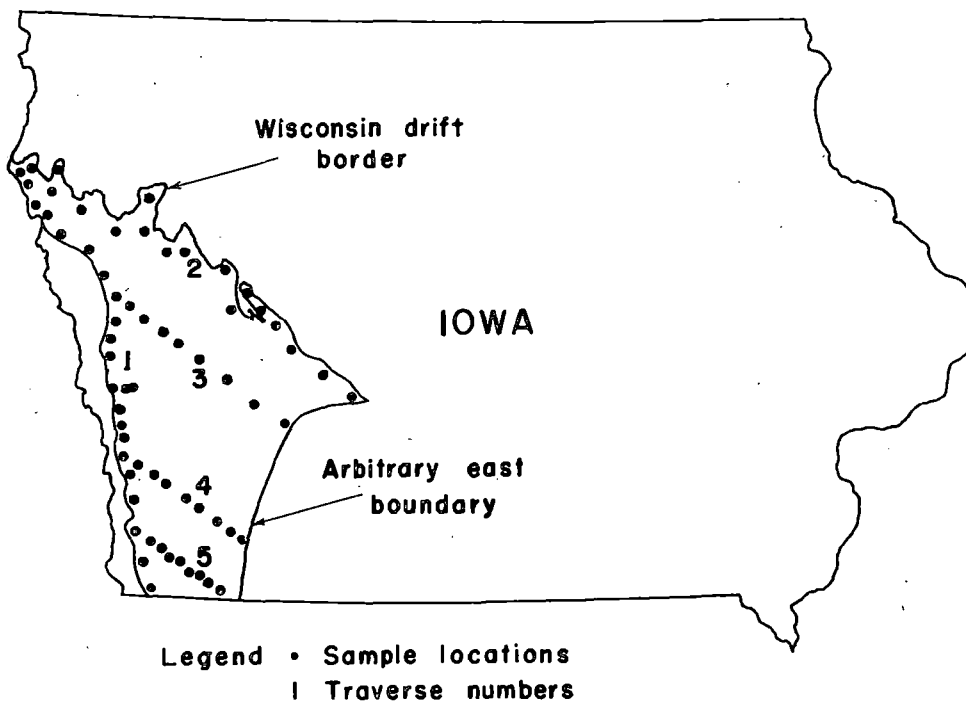 Wisconsin drift
border
2
IOWA
1
3
Arbitrary east
boundary
4
5
Legend • Sample locations
1 Traverse numbers